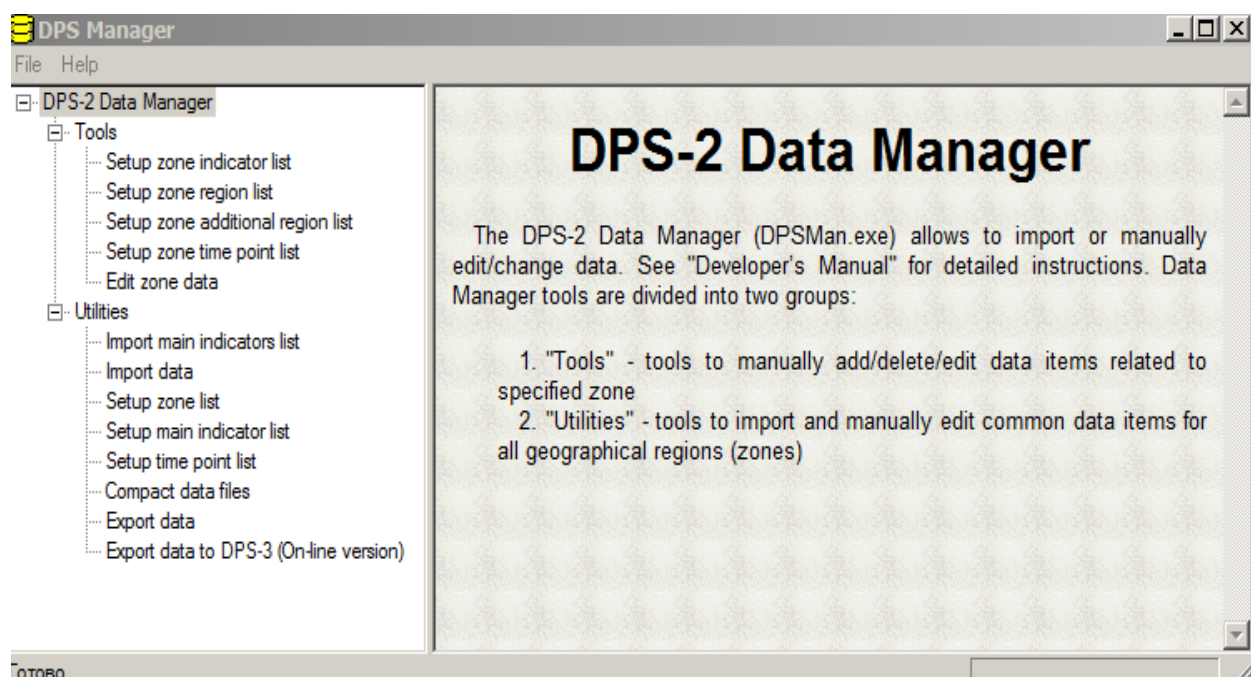 DPS Manager
File Help
DPS-2 Data Manager
Tools
Setup zone indicator list
Setup zone region list
Setup zone additional region list
Setup zone time point list
Edit zone data
Utilities
Import main indicators list
Import data
Setup zone list
Setup main indicator list
Setup time point list
Compact data files
Export data
Export data to DPS-3 (On-line version)
DPS-2 Data Manager
The DPS-2 Data Manager (DPSMan.exe) allows to import or manually
edit/change data. See "Developer's Manual" for detailed instructions. Data
Manager tools are divided into two groups:
1. "Tools" - tools to manually add/delete/edit data items related to
specified zone
2. "Utilities" - tools to import and manually edit common data items for
all geographical regions (zones)
Готово